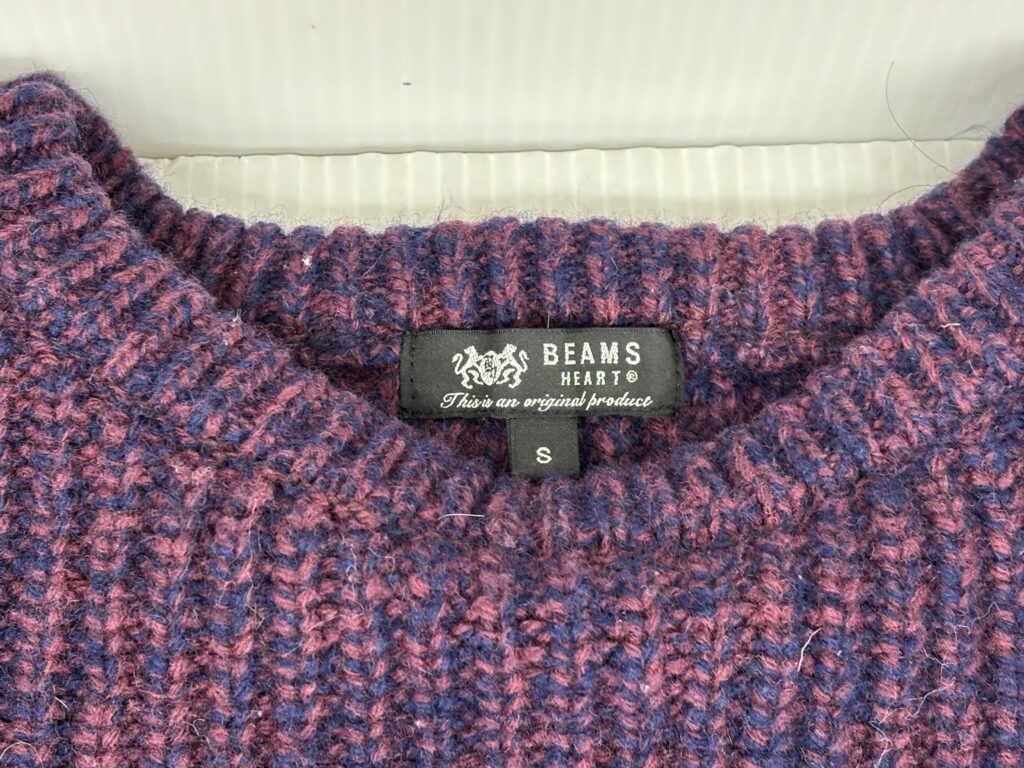 BEAMS
HEART®
This is an original product
S